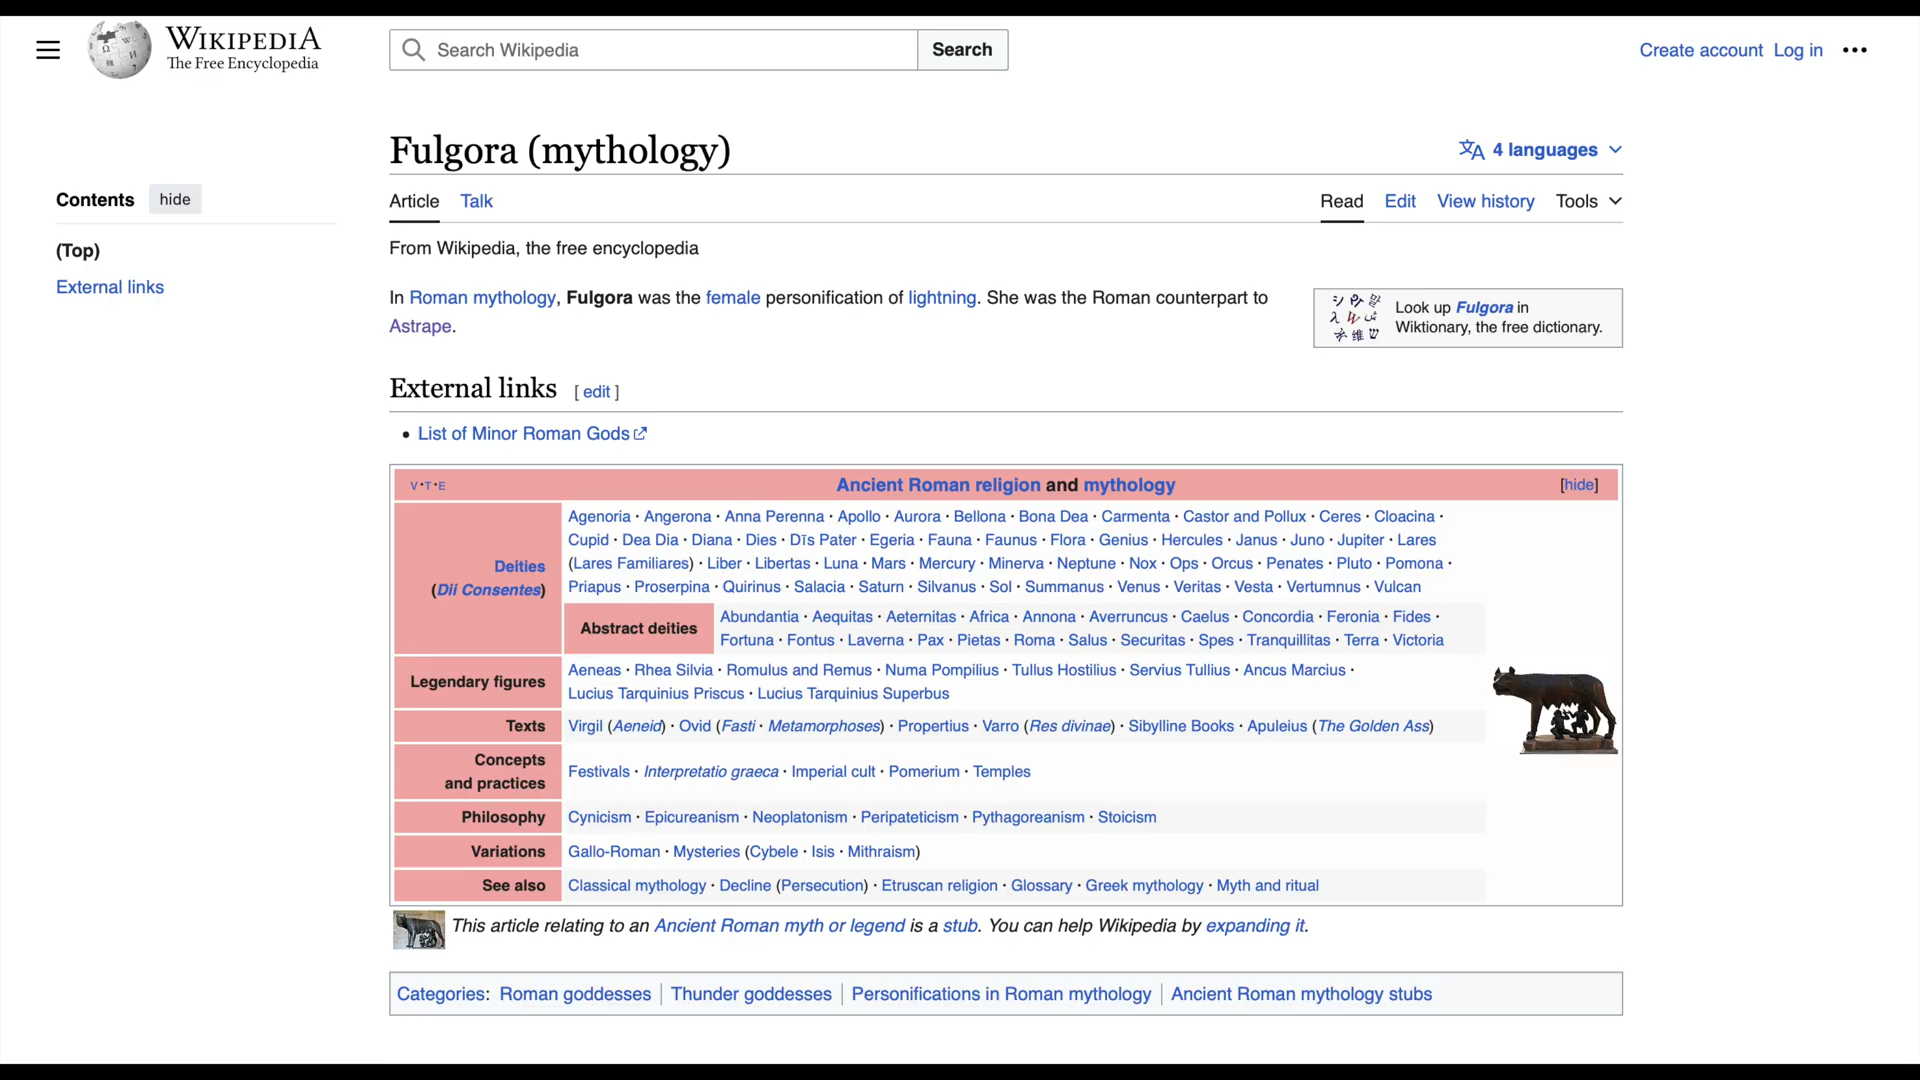 WIKIPEDIA
The Free Encyclopedia
Search Wikipedia
Search
Create account Log in
Fulgora (mythology)
4 languages
Contents hide
Article Talk
Read Edit View history Tools
(Top)
From Wikipedia, the free encyclopedia
External links
In Roman mythology, Fulgora was the female personification of lightning. She was the Roman counterpart to
Astrape.
Look up Fulgora in
Wiktionary, the free dictionary.
External links [ edit ]
• List of Minor Roman Gods
V · T · E
Ancient Roman religion and mythology
[hide]
Deities
(Dii Consentes)
Agenoria · Angerona · Anna Perenna · Apollo · Aurora · Bellona · Bona Dea · Carmenta · Castor and Pollux · Ceres · Cloacina ·
Cupid · Dea Dia · Diana · Dies · Dīs Pater · Egeria · Fauna · Faunus · Flora · Genius · Hercules · Janus · Juno · Jupiter · Lares
(Lares Familiares) · Liber · Libertas · Luna · Mars · Mercury · Minerva · Neptune · Nox · Ops · Orcus · Penates · Pluto · Pomona ·
Priapus · Proserpina · Quirinus · Salacia · Saturn · Silvanus · Sol · Summanus · Venus · Veritas · Vesta · Vertumnus · Vulcan
Abstract deities
Abundantia · Aequitas · Aeternitas · Africa · Annona · Averruncus · Caelus · Concordia · Feronia · Fides ·
Fortuna · Fontus · Laverna · Pax · Pietas · Roma · Salus · Securitas · Spes · Tranquillitas · Terra · Victoria
Legendary figures
Aeneas · Rhea Silvia · Romulus and Remus · Numa Pompilius · Tullus Hostilius · Servius Tullius · Ancus Marcius ·
Lucius Tarquinius Priscus · Lucius Tarquinius Superbus
Texts
Virgil (Aeneid) · Ovid (Fasti · Metamorphoses) · Propertius · Varro (Res divinae) · Sibylline Books · Apuleius (The Golden Ass)
Concepts
and practices
Festivals · Interpretatio graeca · Imperial cult · Pomerium · Temples
Philosophy
Cynicism · Epicureanism · Neoplatonism · Peripateticism · Pythagoreanism · Stoicism
Variations
Gallo-Roman · Mysteries (Cybele · Isis · Mithraism)
See also
Classical mythology · Decline (Persecution) · Etruscan religion · Glossary · Greek mythology · Myth and ritual
This article relating to an Ancient Roman myth or legend is a stub. You can help Wikipedia by expanding it.
Categories: Roman goddesses | Thunder goddesses | Personifications in Roman mythology | Ancient Roman mythology stubs